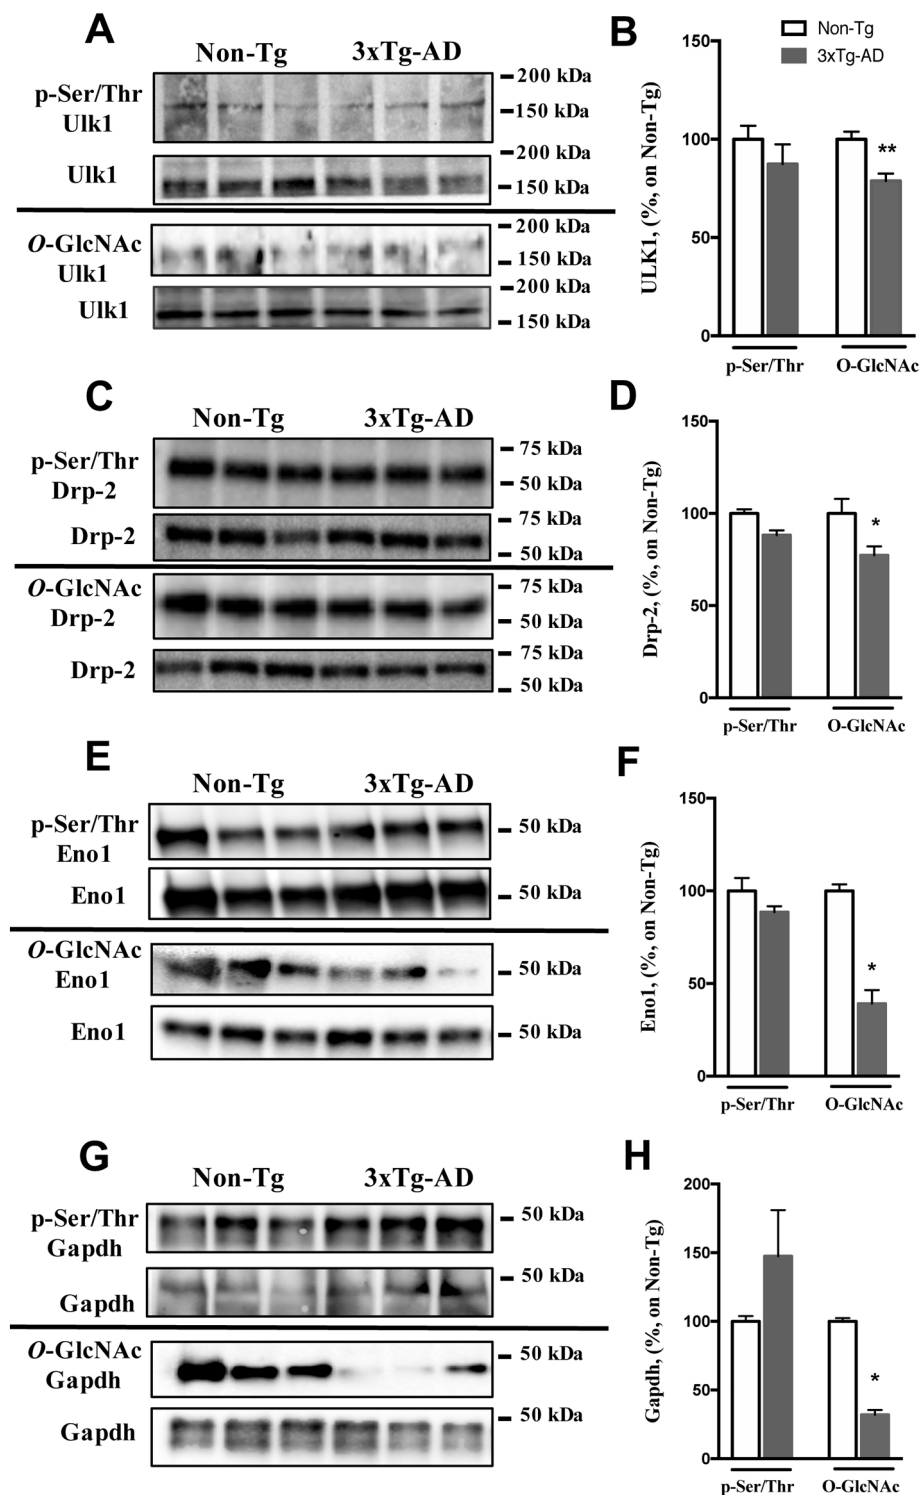 A
Non-Tg 3xTg-AD
p-Ser/Thr
Ulk1
200 kDa
150 kDa
Ulk1
200 kDa
150 kDa
O-GlcNAc
Ulk1
200 kDa
150 kDa
Ulk1
200 kDa
150 kDa
B
Non-Tg
3xTg-AD
ULK1, (%, on Non-Tg)
150
100
50
0
**
p-Ser/Thr O-GlcNAc
C
Non-Tg 3xTg-AD
p-Ser/Thr
Drp-2
75 kDa
50 kDa
Drp-2
75 kDa
50 kDa
O-GlcNAc
Drp-2
75 kDa
50 kDa
Drp-2
75 kDa
50 kDa
D
Drp-2, (%, on Non-Tg)
150
100
50
0
*
p-Ser/Thr O-GlcNAc
E
Non-Tg 3xTg-AD
p-Ser/Thr
Eno1
50 kDa
Eno1
50 kDa
O-GlcNAc
Eno1
50 kDa
Eno1
50 kDa
F
Eno1, (%, on Non-Tg)
150
100
50
0
*
p-Ser/Thr O-GlcNAc
G
Non-Tg 3xTg-AD
p-Ser/Thr
Gapdh
50 kDa
Gapdh
50 kDa
O-GlcNAc
Gapdh
50 kDa
Gapdh
50 kDa
H
Gapdh, (%, on Non-Tg)
200
150
100
50
0
*
p-Ser/Thr O-GlcNAc